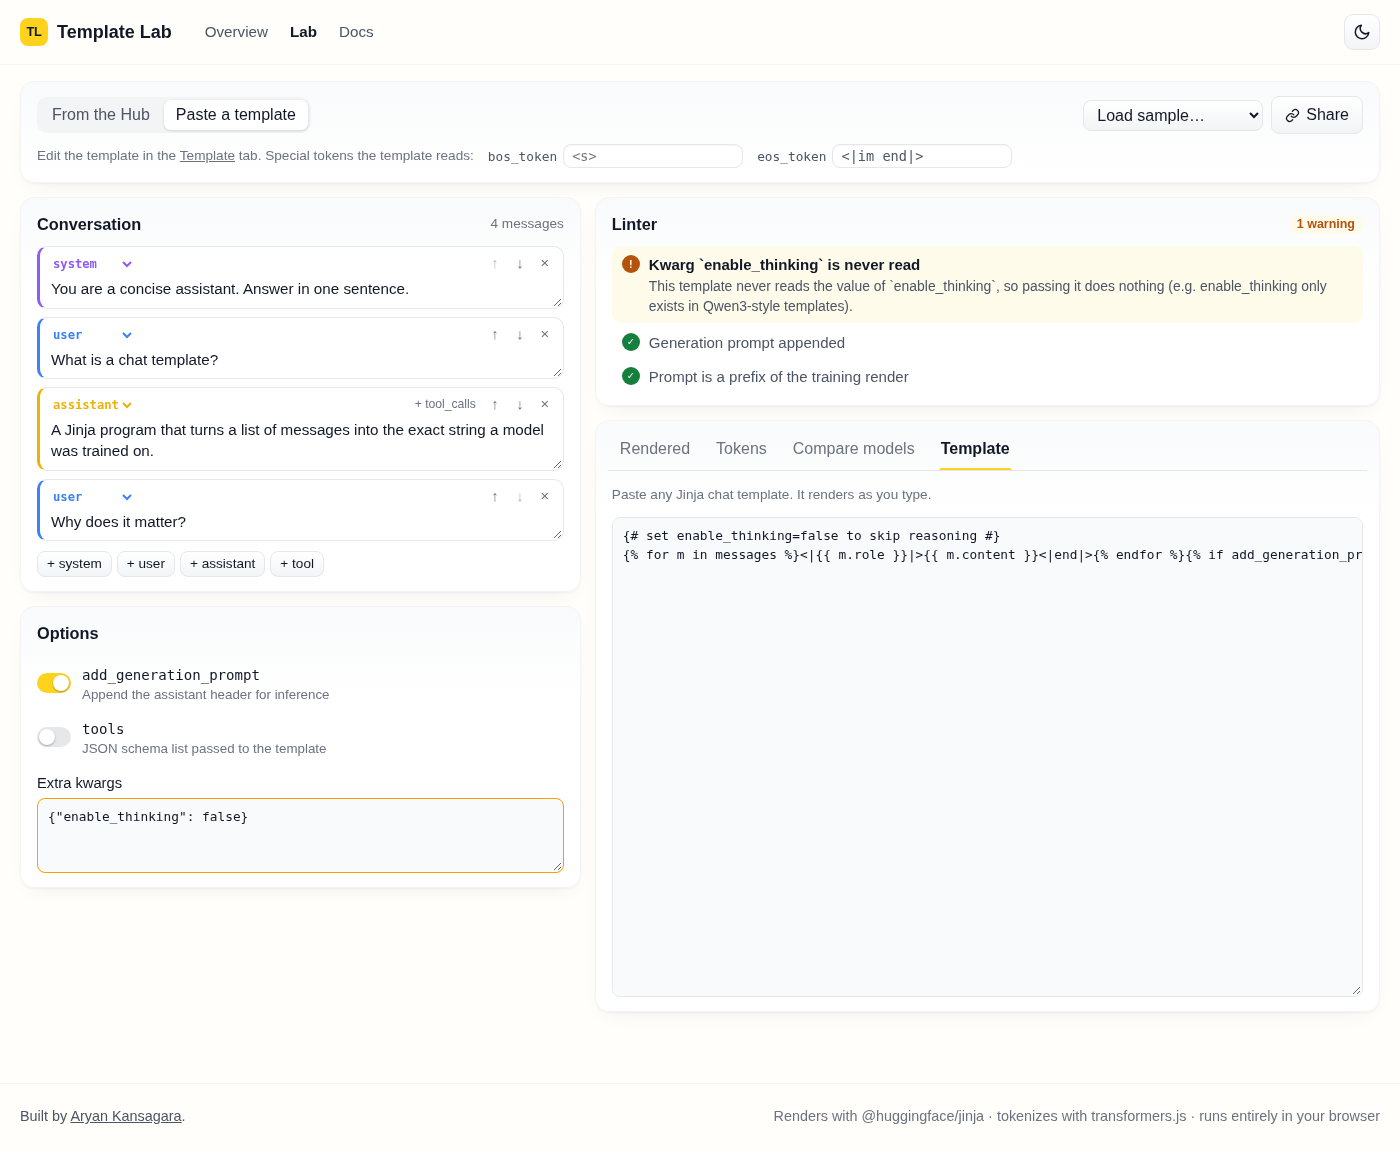 TL Template Lab Overview Lab Docs
From the Hub Paste a template Load sample… Share
Edit the template in the Template tab. Special tokens the template reads: bos_token <s> eos_token <|im_end|>
Conversation 4 messages
system ↑ ↓ ×
You are a concise assistant. Answer in one sentence.
user ↑ ↓ ×
What is a chat template?
assistant + tool_calls ↑ ↓ ×
A Jinja program that turns a list of messages into the exact string a model
was trained on.
user ↑ ↓ ×
Why does it matter?
+ system + user + assistant + tool
Options
add_generation_prompt
Append the assistant header for inference
tools
JSON schema list passed to the template
Extra kwargs
{"enable_thinking": false}
Linter 1 warning
! Kwarg `enable_thinking` is never read
This template never reads the value of `enable_thinking`, so passing it does nothing (e.g. enable_thinking only
exists in Qwen3-style templates).
✓ Generation prompt appended
✓ Prompt is a prefix of the training render
Rendered Tokens Compare models Template
Paste any Jinja chat template. It renders as you type.
{# set enable_thinking=false to skip reasoning #}
{% for m in messages %}<|{{ m.role }}|>{{ m.content }}<|end|>{% endfor %}{% if add_generation_pr
Built by Aryan Kansagara.
Renders with @huggingface/jinja · tokenizes with transformers.js · runs entirely in your browser